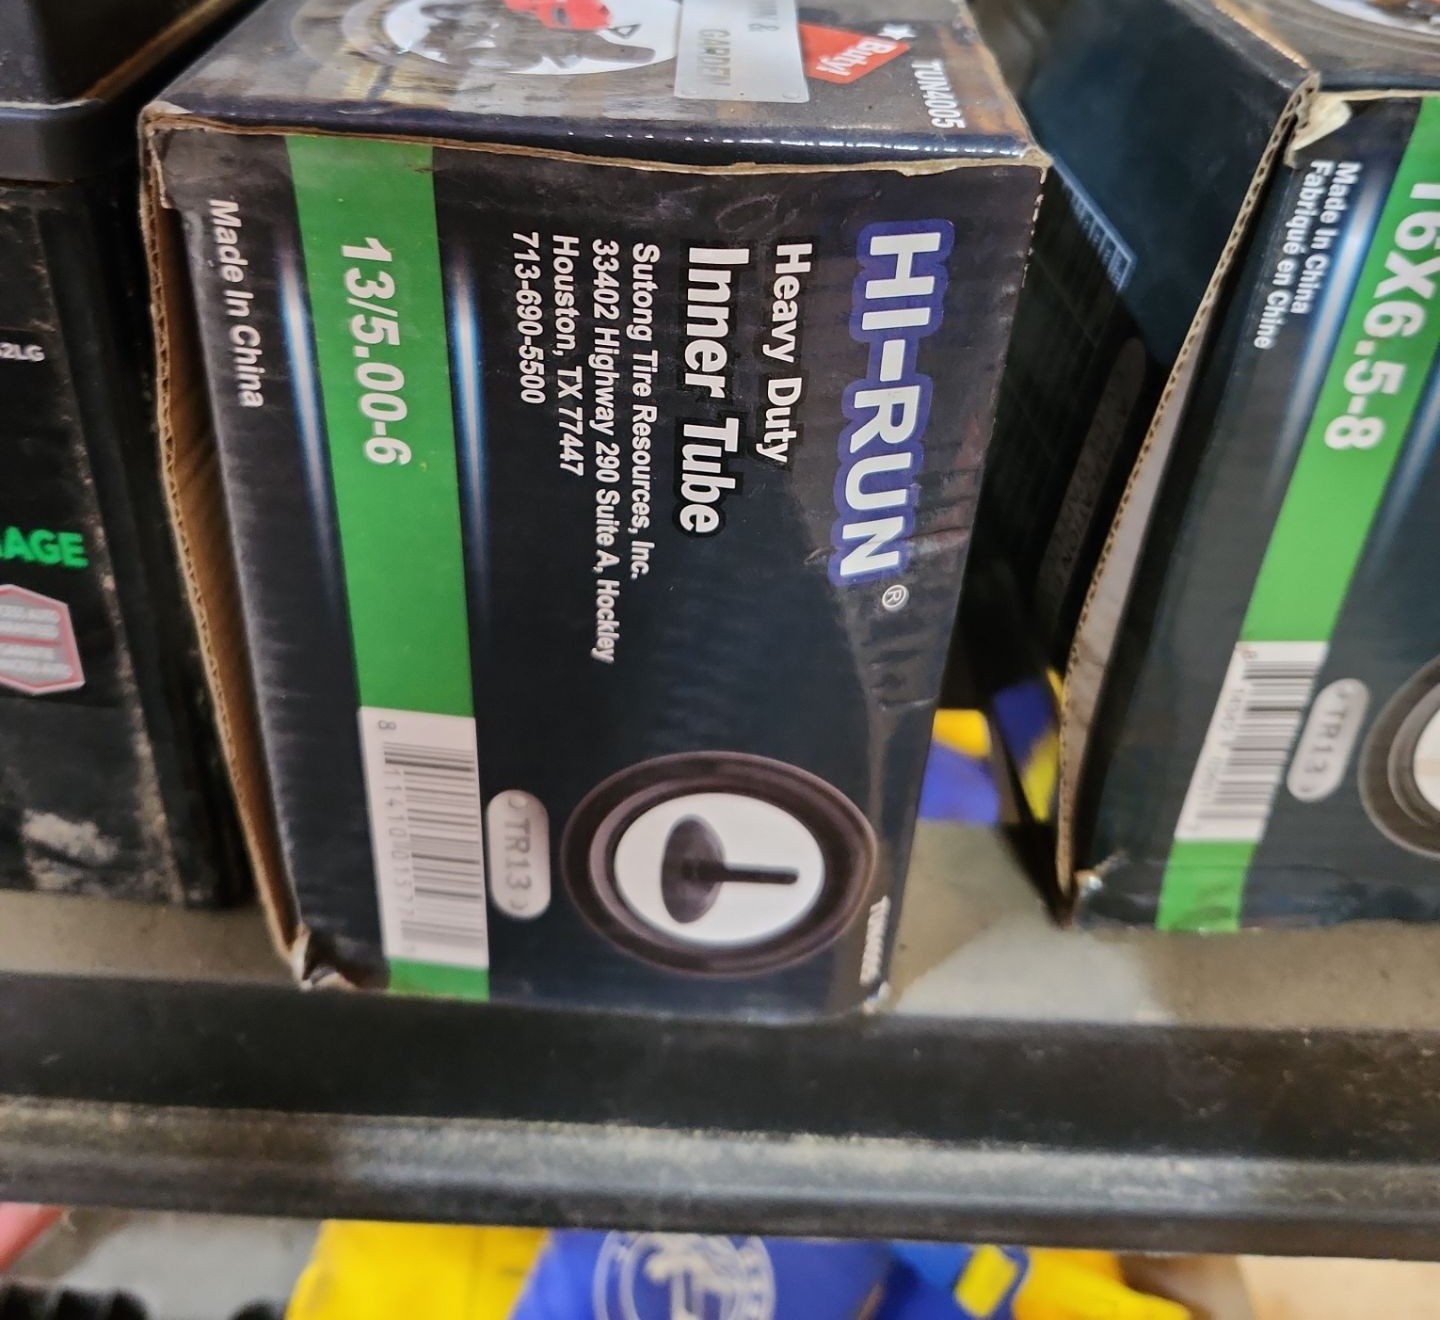 GARDEN
Duty!
TUN4005
HI-RUN®
Heavy Duty
Inner Tube
Sutong Tire Resources, Inc.
33402 Highway 290 Suite A, Hockley
Houston, TX 77447
713-690-5500
13/5.00-6
Made In China
TR13
16X6.5-8
Made In China
Fabriqué en Chine
TR13
2LG
AGE